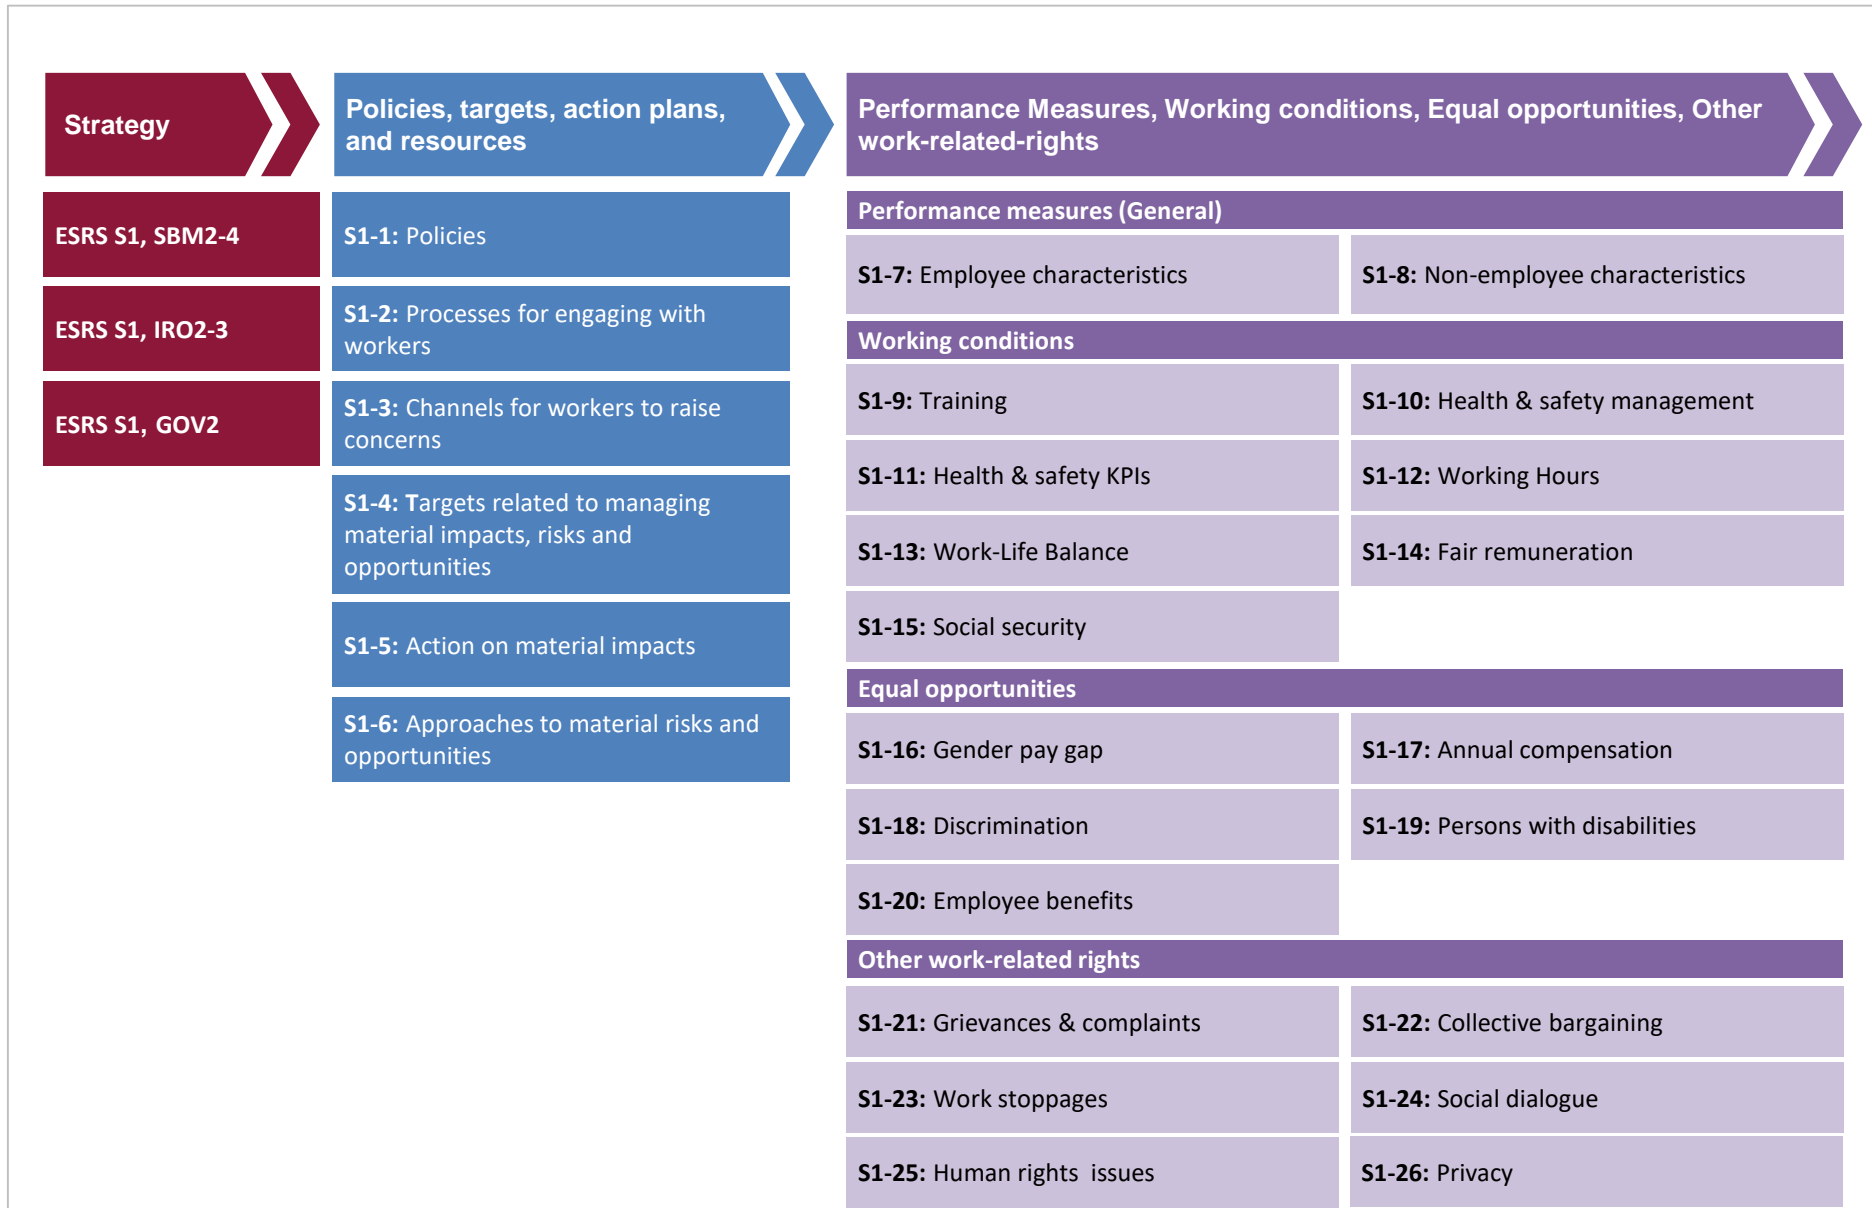 Strategy
Policies, targets, action plans,
and resources
Performance Measures, Working conditions, Equal opportunities, Other
work-related-rights
ESRS S1, SBM2-4
ESRS S1, IRO2-3
ESRS S1, GOV2
S1-1: Policies
S1-2: Processes for engaging with
workers
S1-3: Channels for workers to raise
concerns
S1-4: Targets related to managing
material impacts, risks and
opportunities
S1-5: Action on material impacts
S1-6: Approaches to material risks and
opportunities
Performance measures (General)
S1-7: Employee characteristics
S1-8: Non-employee characteristics
Working conditions
S1-9: Training
S1-10: Health & safety management
S1-11: Health & safety KPIs
S1-12: Working Hours
S1-13: Work-Life Balance
S1-14: Fair remuneration
S1-15: Social security
Equal opportunities
S1-16: Gender pay gap
S1-17: Annual compensation
S1-18: Discrimination
S1-19: Persons with disabilities
S1-20: Employee benefits
Other work-related rights
S1-21: Grievances & complaints
S1-22: Collective bargaining
S1-23: Work stoppages
S1-24: Social dialogue
S1-25: Human rights  issues
S1-26: Privacy